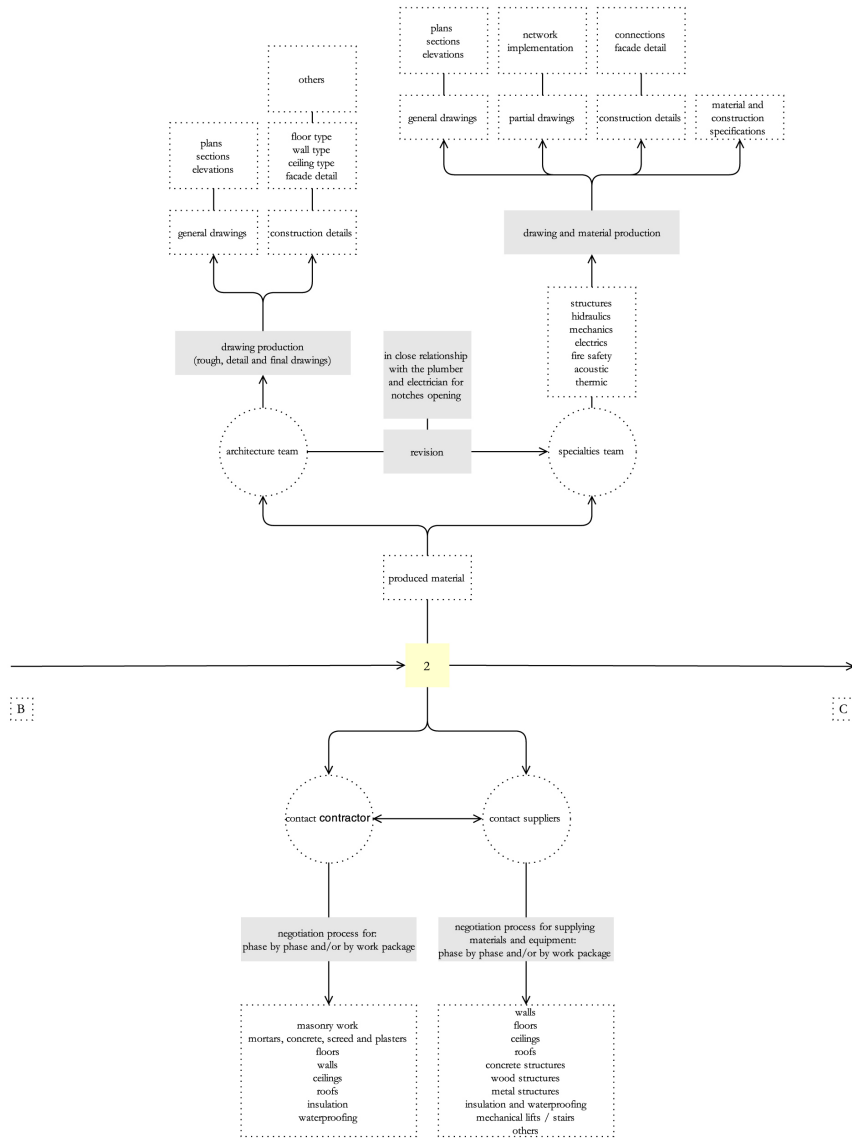 plans
sections
elevations
network
implementation
connections
facade detail
others
general drawings
partial drawings
construction details
material and
construction
specifications
plans
sections
elevations
floor type
wall type
ceiling type
facade detail
general drawings
construction details
drawing and material production
structures
hidraulics
mechanics
electrics
fire safety
acoustic
thermic
drawing production
(rough, detail and final drawings)
in close relationship
with the plumber
and electrician for
notches opening
architecture team
revision
specialties team
produced material
2
B
C
contact contractor
contact suppliers
negotiation process for:
phase by phase and/or by work package
negotiation process for supplying
materials and equipment:
phase by phase and/or by work package
masonry work
mortars, concrete, screed and plasters
floors
walls
ceilings
roofs
insulation
waterproofing
walls
floors
ceilings
roofs
concrete structures
wood structures
metal structures
insulation and waterproofing
mechanical lifts / stairs
others